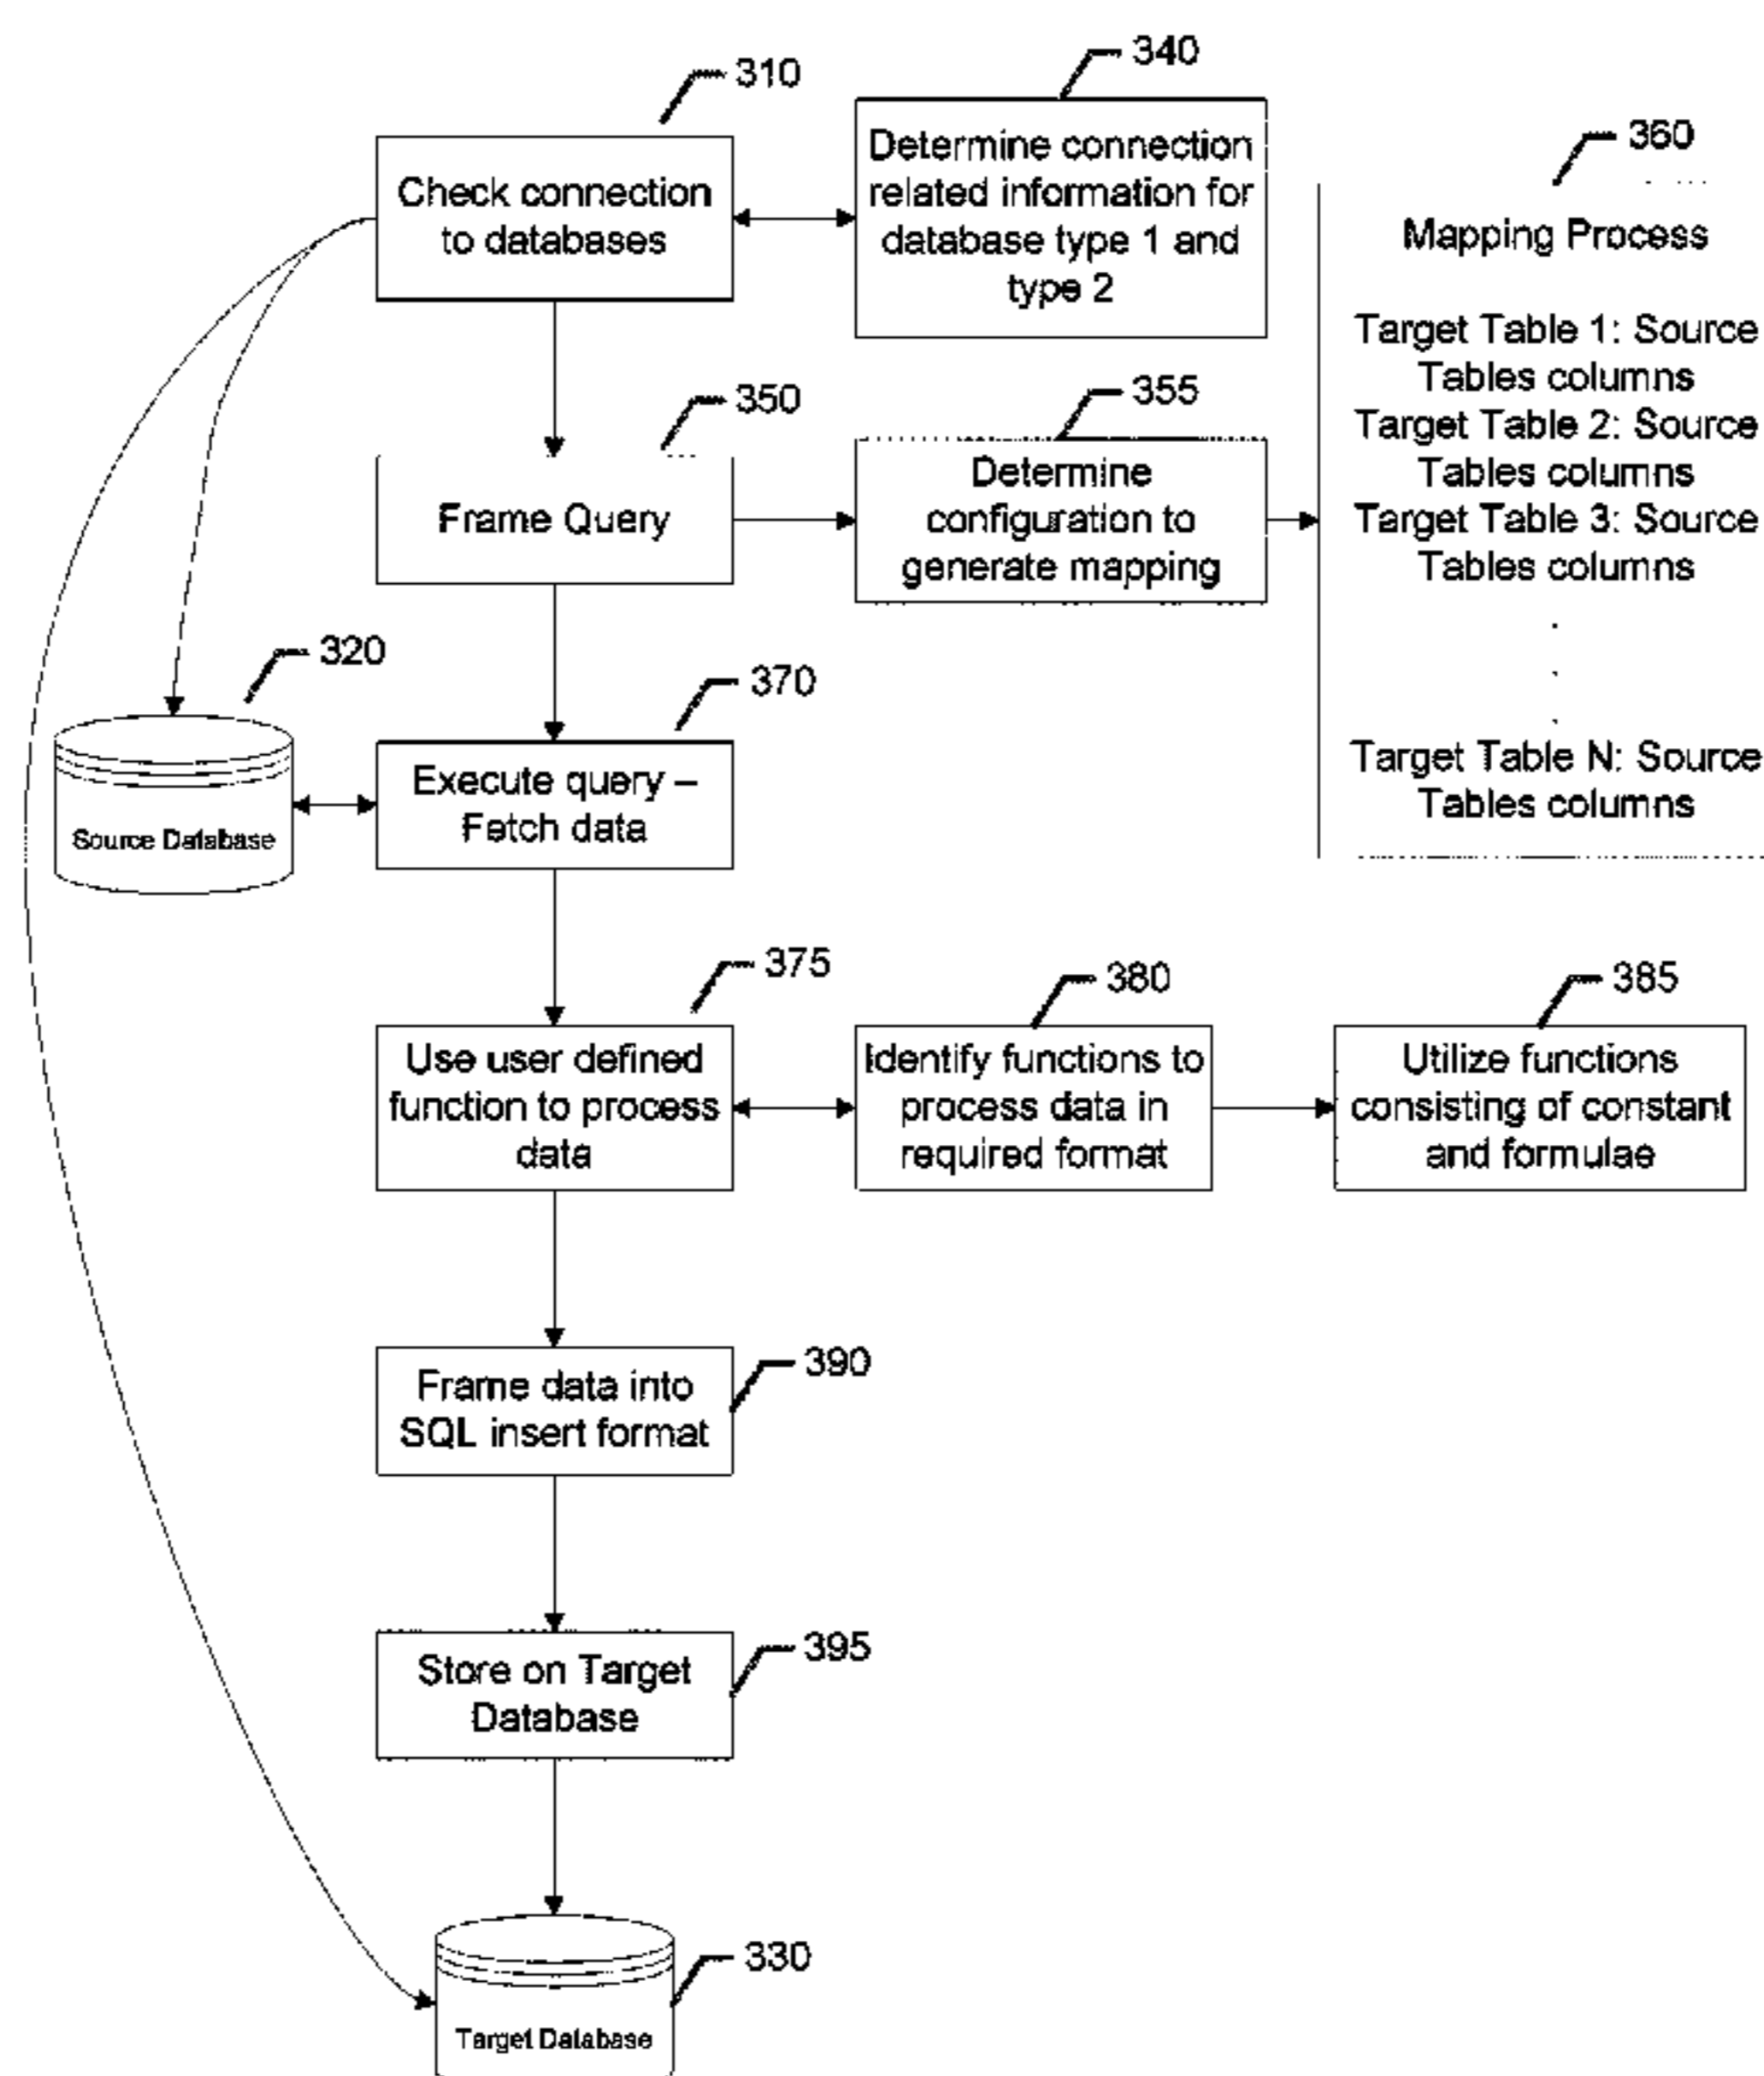 310
Check connection
to databases
340
Determine connection
related information for
database type 1 and
type 2
360
Mapping Process
Target Table 1: Source
Tables columns
Target Table 2: Source
Tables columns
Target Table 3: Source
Tables columns
.
.
.
Target Table N: Source
Tables columns
350
Frame Query
355
Determine
configuration to
generate mapping
320
Source Database
370
Execute query –
Fetch data
375
Use user defined
function to process
data
380
Identify functions to
process data in
required format
385
Utilize functions
consisting of constant
and formulae
390
Frame data into
SQL insert format
395
Store on Target
Database
330
Target Database